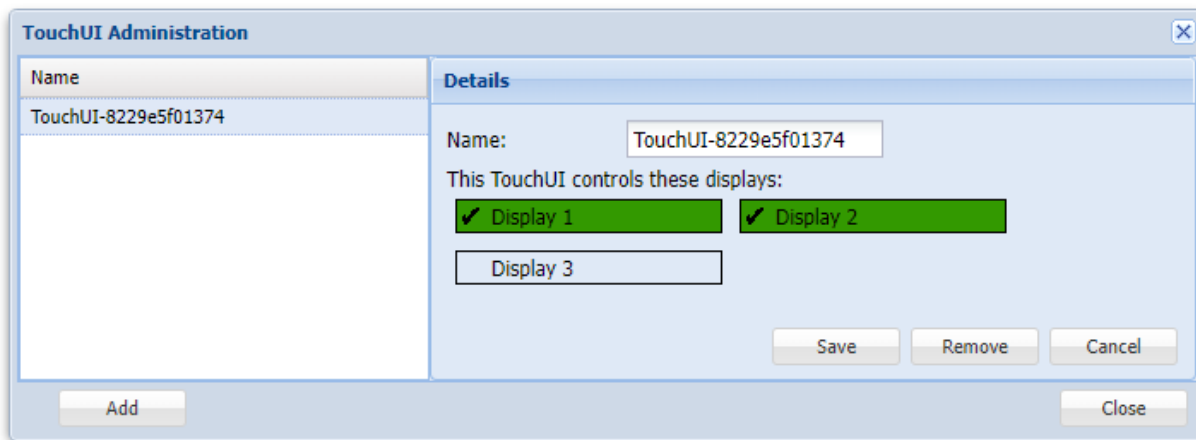 TouchUI Administration
Name
TouchUI-8229e5f01374
Details
Name: TouchUI-8229e5f01374
This TouchUI controls these displays:
✔ Display 1 ✔ Display 2
Display 3
Save Remove Cancel
Add Close